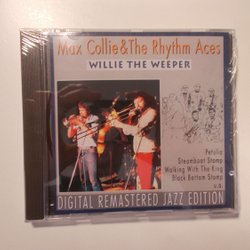 Max Collie & The Rhythm Aces
WILLIE THE WEEPER
Petulia
Steamboat Stomp
Walking With The King
Black Bottom Stomp
u.a.
DIGITAL REMASTERED JAZZ EDITION